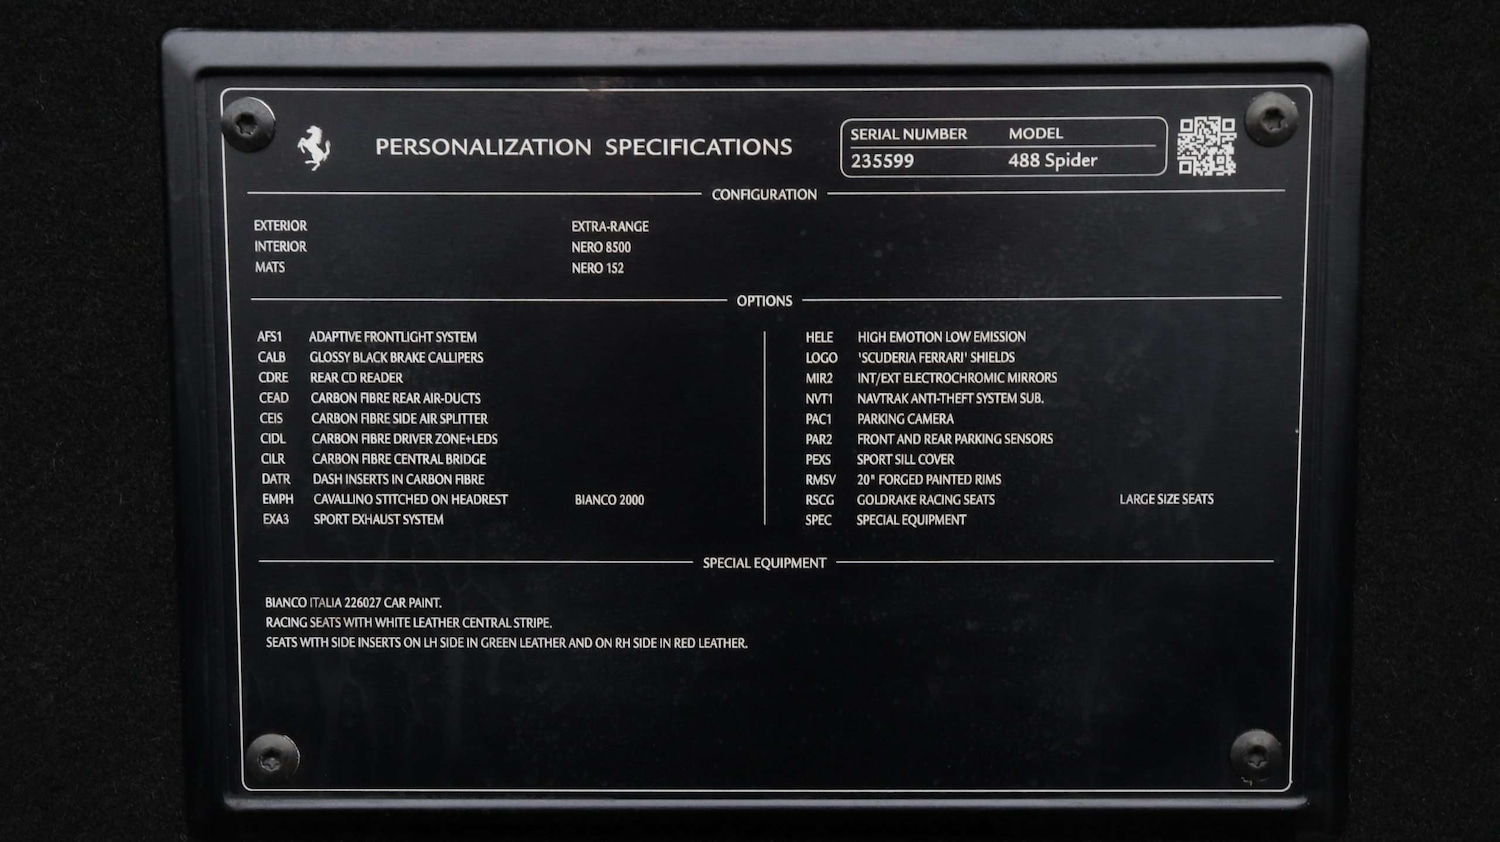 PERSONALIZATION SPECIFICATIONS
SERIAL NUMBER MODEL
235599 488 Spider
CONFIGURATION
EXTERIOR EXTRA-RANGE
INTERIOR NERO 8500
MATS NERO 152
OPTIONS
AFS1 ADAPTIVE FRONTLIGHT SYSTEM
CALB GLOSSY BLACK BRAKE CALLIPERS
CDRE REAR CD READER
CEAD CARBON FIBRE REAR AIR-DUCTS
CEIS CARBON FIBRE SIDE AIR SPLITTER
CIDL CARBON FIBRE DRIVER ZONE+LEDS
CILR CARBON FIBRE CENTRAL BRIDGE
DATR DASH INSERTS IN CARBON FIBRE
EMPH CAVALLINO STITCHED ON HEADREST BIANCO 2000
EXA3 SPORT EXHAUST SYSTEM
HELE HIGH EMOTION LOW EMISSION
LOGO 'SCUDERIA FERRARI' SHIELDS
MIR2 INT/EXT ELECTROCHROMIC MIRRORS
NVT1 NAVTRAK ANTI-THEFT SYSTEM SUB.
PAC1 PARKING CAMERA
PAR2 FRONT AND REAR PARKING SENSORS
PEXS SPORT SILL COVER
RMSV 20" FORGED PAINTED RIMS
RSCG GOLDRAKE RACING SEATS LARGE SIZE SEATS
SPEC SPECIAL EQUIPMENT
SPECIAL EQUIPMENT
BIANCO ITALIA 226027 CAR PAINT.
RACING SEATS WITH WHITE LEATHER CENTRAL STRIPE.
SEATS WITH SIDE INSERTS ON LH SIDE IN GREEN LEATHER AND ON RH SIDE IN RED LEATHER.